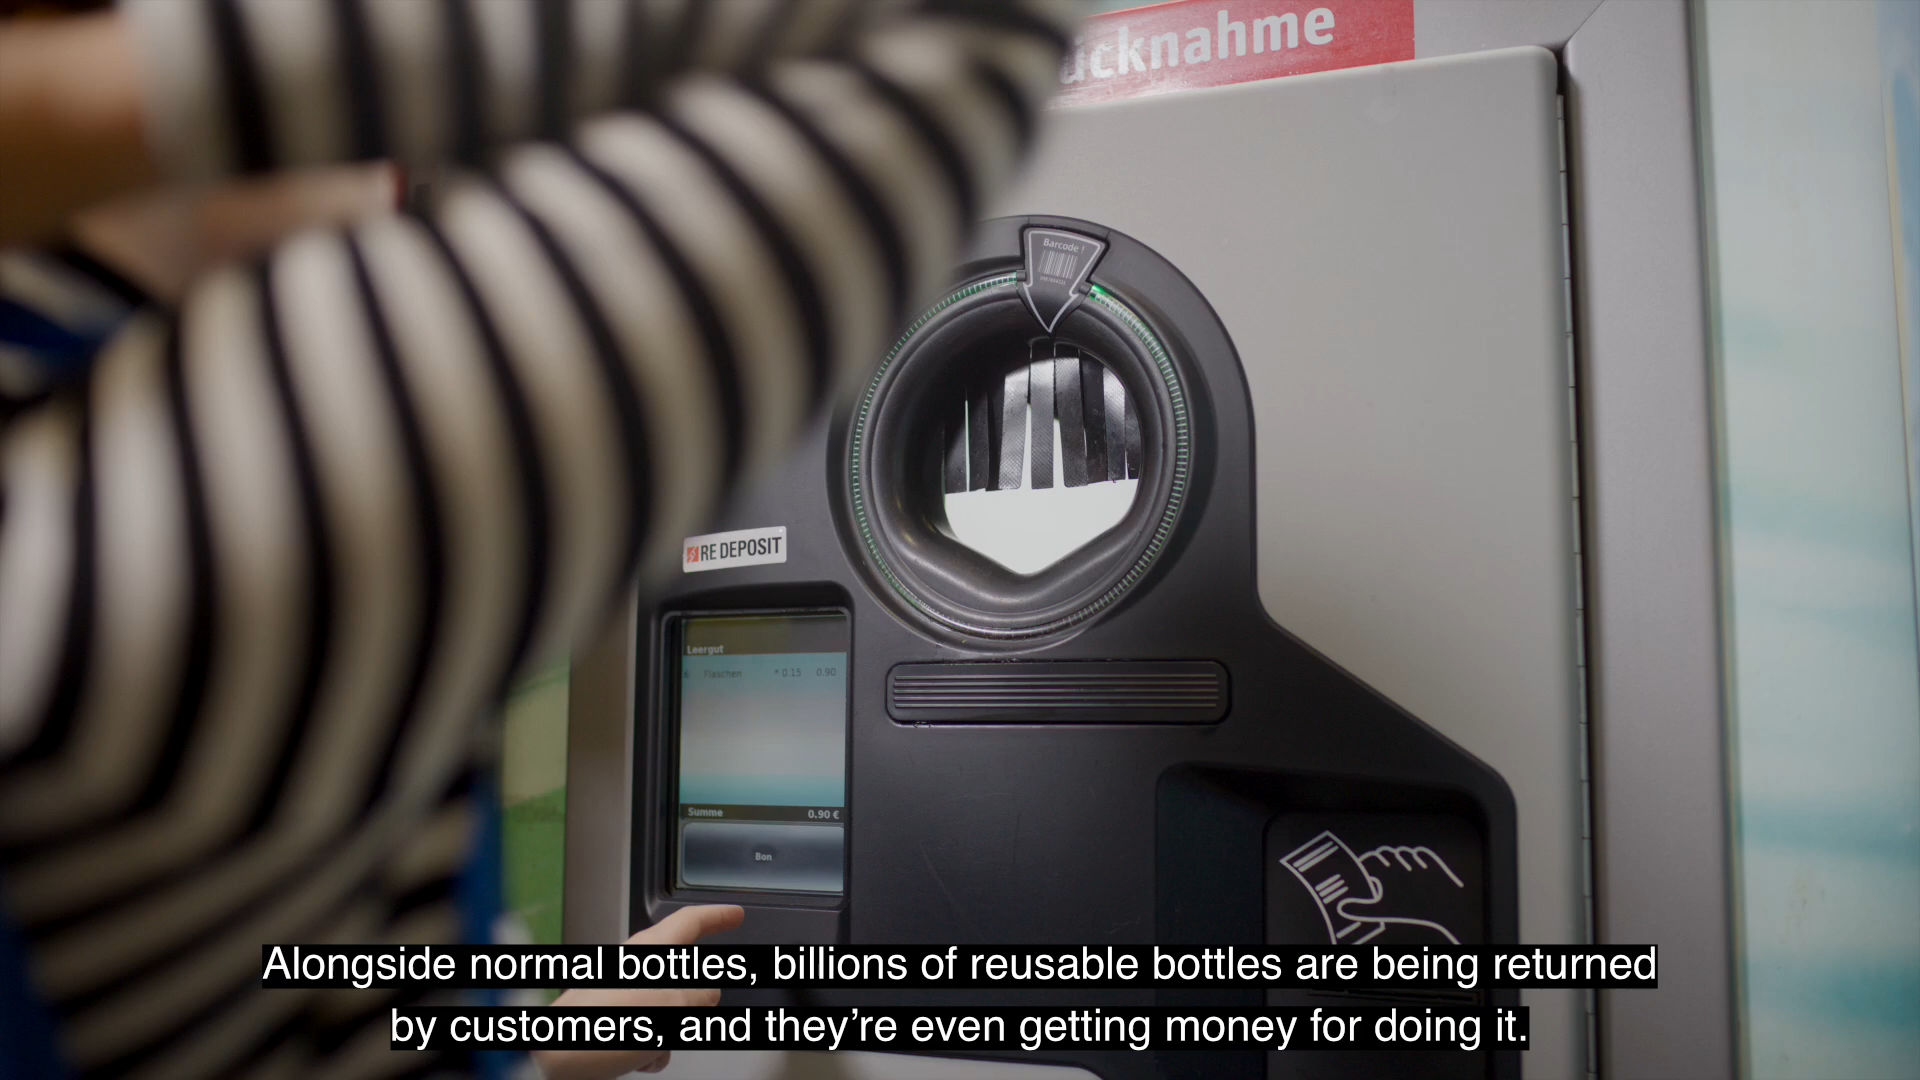 ücknahme
Barcode !
RE DEPOSIT
Leergut
6 Flaschen * 0.15 0.90
Summe 0.90 €
Bon
Alongside normal bottles, billions of reusable bottles are being returned
by customers, and they're even getting money for doing it.